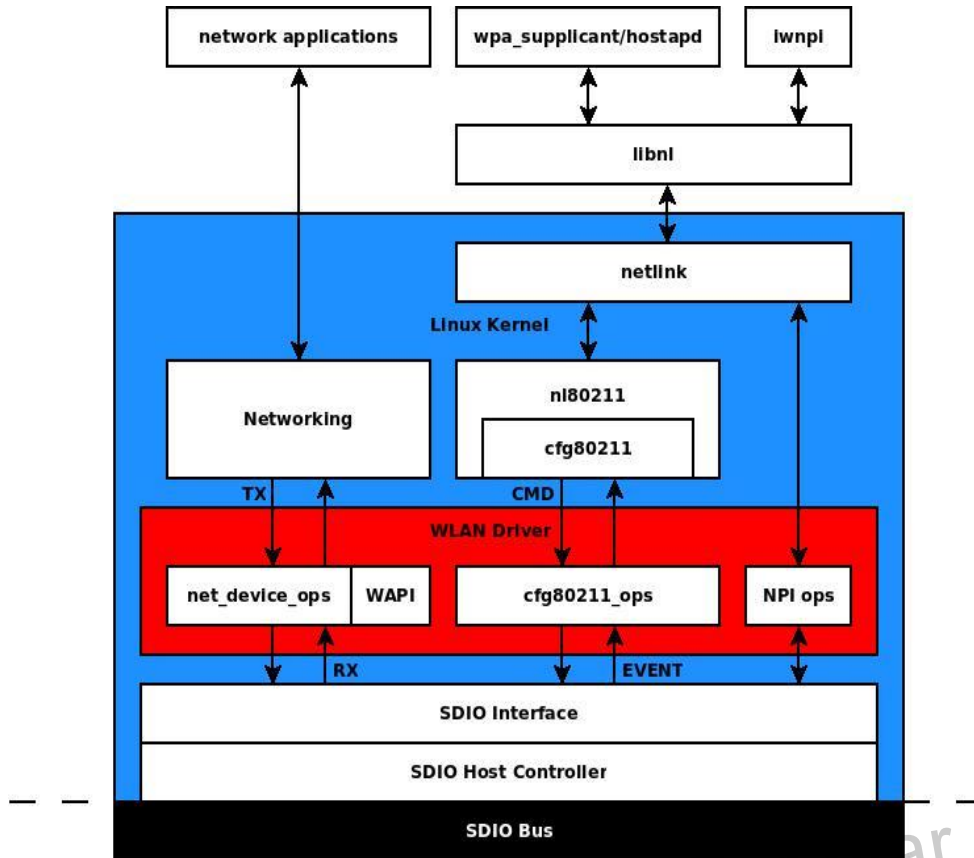 network applications
wpa_supplicant/hostapd
iwnpi
libnl
netlink
Linux Kernel
Networking
nl80211
cfg80211
TX
CMD
WLAN Driver
net_device_ops
WAPI
cfg80211_ops
NPI ops
RX
EVENT
SDIO Interface
SDIO Host Controller
SDIO Bus
ar